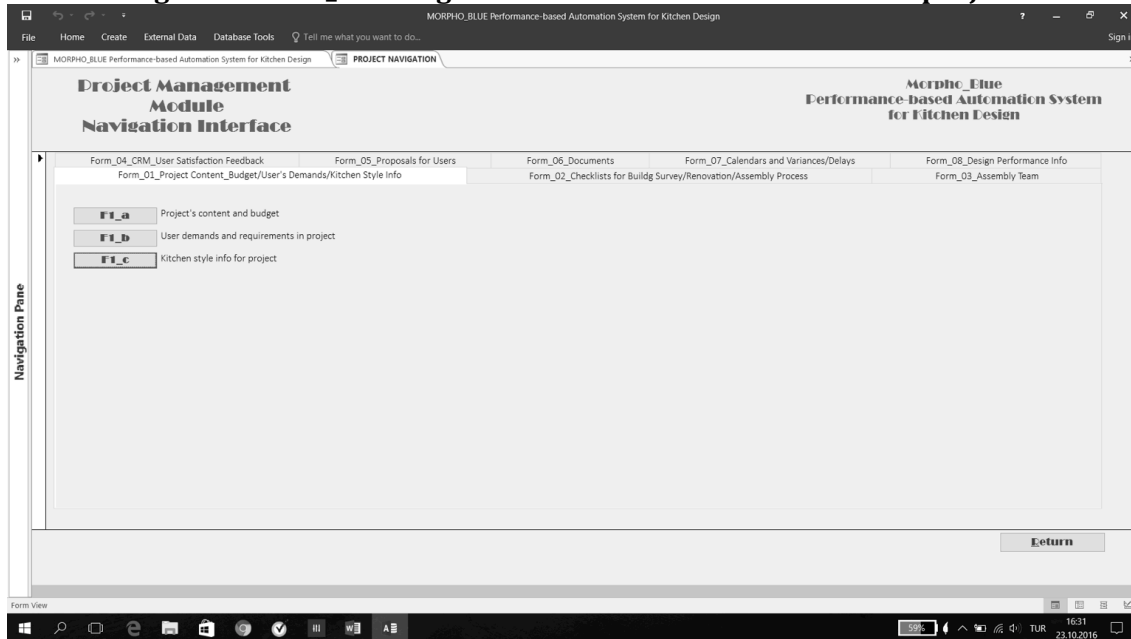 MORPHO_BLUE Performance-based Automation System for Kitchen Design
?
File Home Create External Data Database Tools Tell me what you want to do...
MORPHO_BLUE Performance-based Automation System for Kitchen Design PROJECT NAVIGATION
Project Management
Module
Navigation Interface
Morpho_Blue
Performance-based Automation System
for Kitchen Design
Form_04_CRM_User Satisfaction Feedback Form_05_Proposals for Users Form_06_Documents Form_07_Calendars and Variances/Delays Form_08_Design Performance Info
Form_01_Project Content_Budget/User's Demands/Kitchen Style Info Form_02_Checklists for Buildg Survey/Renovation/Assembly Process Form_03_Assembly Team
F1_a Project's content and budget
F1_b User demands and requirements in project
F1_c Kitchen style info for project
Navigation Pane
Return
Form View
59% TUR 16:31
23.10.2016